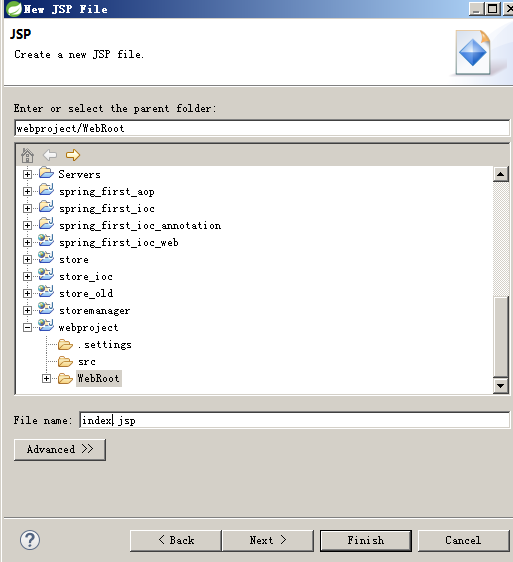 New JSP File
JSP
Create a new JSP file.
Enter or select the parent folder:
webproject/WebRoot
Servers
spring_first_aop
spring_first_ioc
spring_first_ioc_annotation
spring_first_ioc_web
store
store_ioc
store_old
storemanager
webproject
.settings
src
WebRoot
File name: index.jsp
Advanced >>
? < Back Next > Finish Cancel